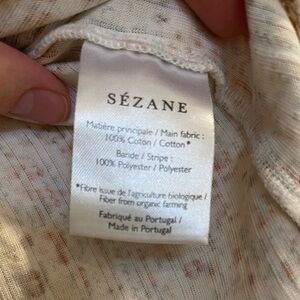 SÉZANE
Matière principale / Main fabric :
100% Coton / Cotton*
Bande / Stripe :
100% Polyester / Polyester
*Fibre issue de l'agriculture biologique /
Fiber from organic farming
Fabriqué au Portugal /
Made in Portugal